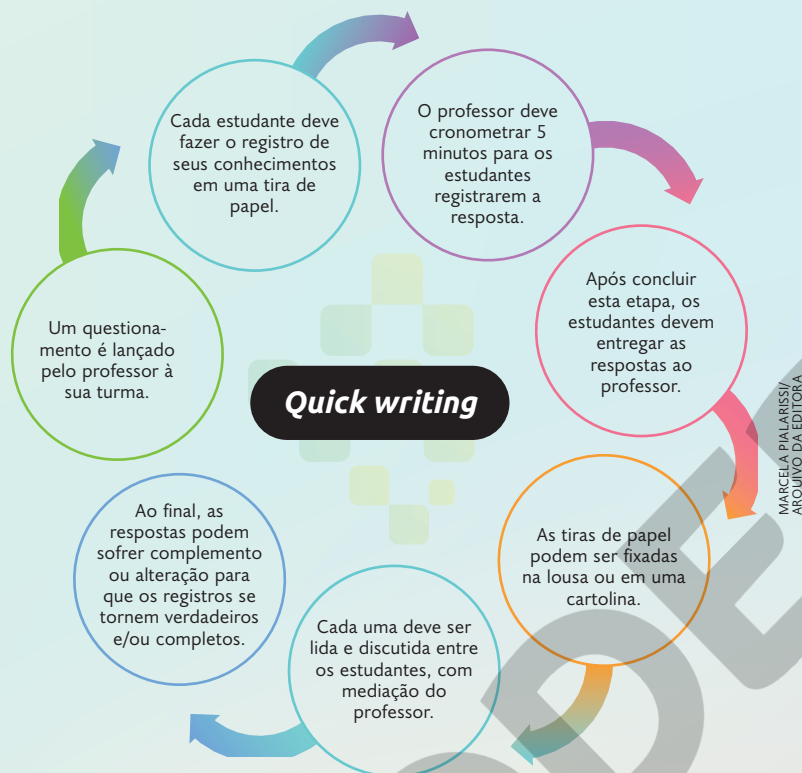 Um questiona-
mento é lançado
pelo professor à
sua turma.
Cada estudante deve
fazer o registro de
seus conhecimentos
em uma tira de
papel.
O professor deve
cronometrar 5
minutos para os
estudantes
registrarem a
resposta.
Após concluir
esta etapa, os
estudantes devem
entregar as
respostas ao
professor.
As tiras de papel
podem ser fixadas
na lousa ou em uma
cartolina.
Cada uma deve ser
lida e discutida entre
os estudantes, com
mediação do
professor.
Ao final, as
respostas podem
sofrer complemento
ou alteração para
que os registros se
tornem verdadeiros
e/ou completos.
Quick writing
MARCELA PIALARISSI/
ARQUIVO DA EDITORA